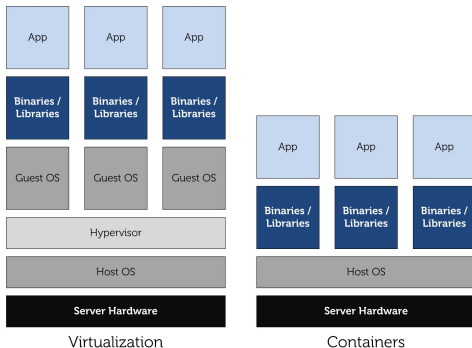 App App App
Binaries / Binaries / Binaries /
Libraries Libraries Libraries
Guest OS Guest OS Guest OS
Hypervisor
Host OS
Server Hardware
Virtualization
App App App
Binaries / Binaries / Binaries /
Libraries Libraries Libraries
Host OS
Server Hardware
Containers